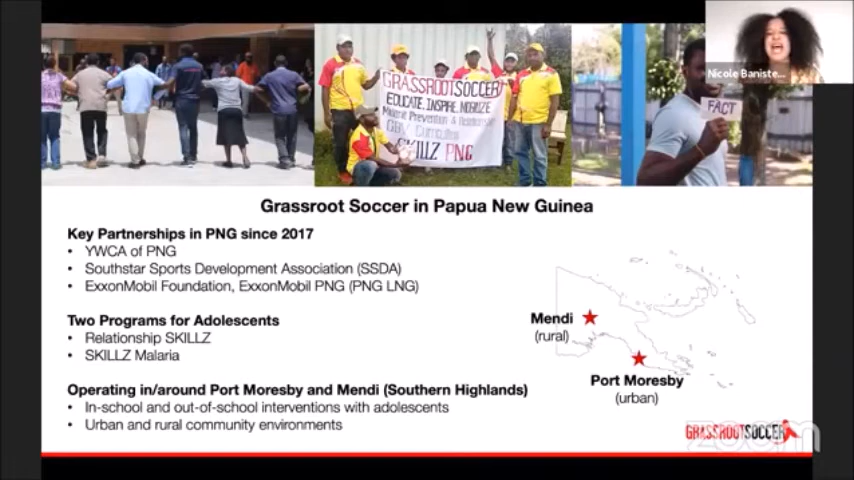 Nicole Baniste...
GRASSROOTSOCCER
EDUCATE. INSPIRE. MOBILIZE
SKILLZ PNG
FACT
Grassroot Soccer in Papua New Guinea
Key Partnerships in PNG since 2017
• YWCA of PNG
• Southstar Sports Development Association (SSDA)
• ExxonMobil Foundation, ExxonMobil PNG (PNG LNG)
Two Programs for Adolescents
• Relationship SKILLZ
• SKILLZ Malaria
Operating in/around Port Moresby and Mendi (Southern Highlands)
• In-school and out-of-school interventions with adolescents
• Urban and rural community environments
Mendi
(rural)
Port Moresby
(urban)
GRASSROOTSOCCER
zoom